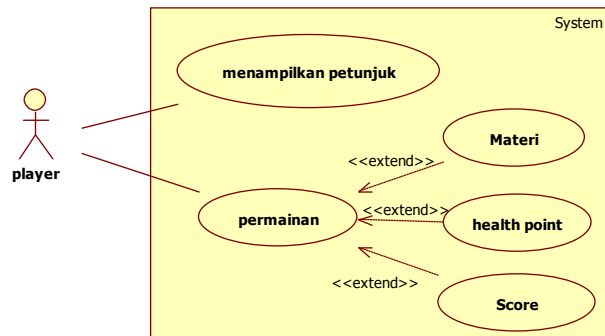 System
menampilkan petunjuk
player
Materi
<<extend>>
permainan
<<extend>>
health point
<<extend>>
Score